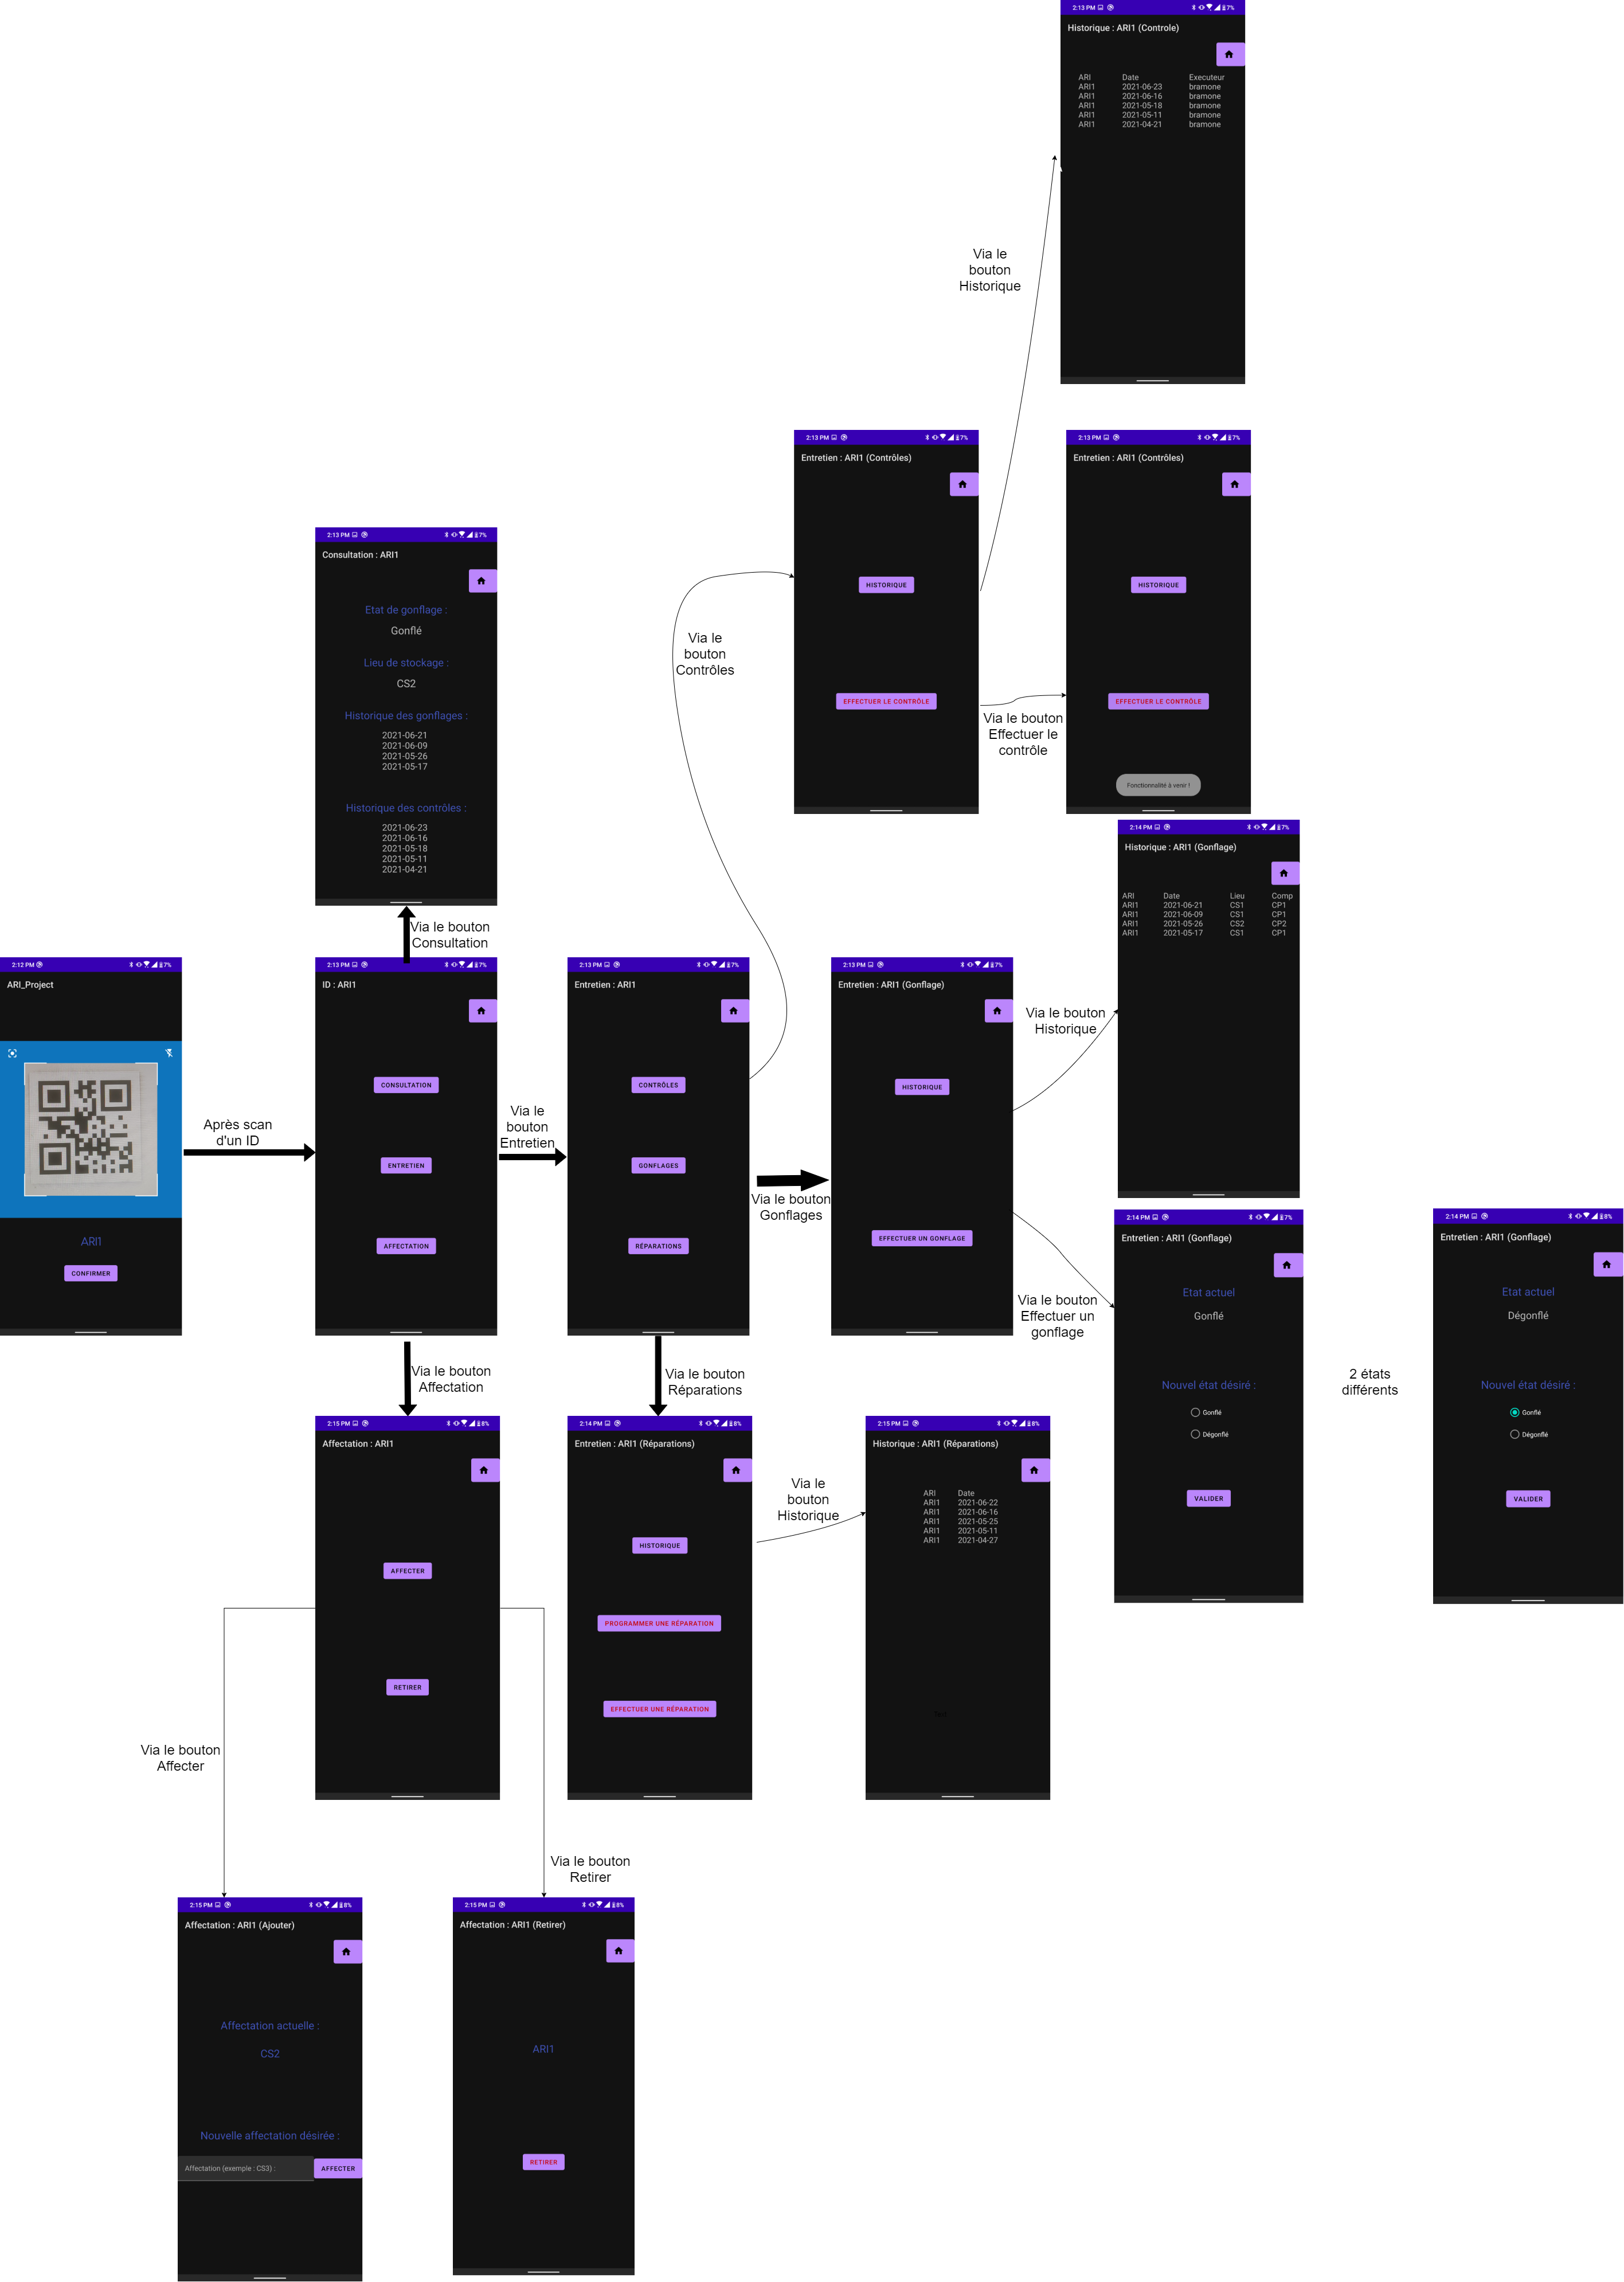 2:13 PM
7%
Historique : ARI1 (Controle)
ARI Date Executeur
ARI1 2021-06-23 bramone
ARI1 2021-06-16 bramone
ARI1 2021-05-18 bramone
ARI1 2021-05-11 bramone
ARI1 2021-04-21 bramone
Via le
bouton
Historique
2:13 PM
7%
Entretien : ARI1 (Contrôles)
HISTORIQUE
EFFECTUER LE CONTRÔLE
Via le bouton
Effectuer le
contrôle
2:13 PM
7%
Entretien : ARI1 (Contrôles)
HISTORIQUE
EFFECTUER LE CONTRÔLE
Fonctionnalité à venir !
Via le
bouton
Contrôles
2:13 PM
7%
Consultation : ARI1
Etat de gonflage :
Gonflé
Lieu de stockage :
CS2
Historique des gonflages :
2021-06-21
2021-06-09
2021-05-26
2021-05-17
Historique des contrôles :
2021-06-23
2021-06-16
2021-05-18
2021-05-11
2021-04-21
Via le bouton
Consultation
2:12 PM
7%
ARI_Project
ARI1
CONFIRMER
Après scan
d'un ID
2:13 PM
7%
ID : ARI1
CONSULTATION
ENTRETIEN
AFFECTATION
Via le
bouton
Entretien
2:13 PM
7%
Entretien : ARI1
CONTRÔLES
GONFLAGES
RÉPARATIONS
Via le bouton
Gonflages
2:13 PM
7%
Entretien : ARI1 (Gonflage)
HISTORIQUE
EFFECTUER UN GONFLAGE
Via le bouton
Historique
2:14 PM
7%
Historique : ARI1 (Gonflage)
ARI Date Lieu Comp
ARI1 2021-06-21 CS1 CP1
ARI1 2021-06-09 CS1 CP1
ARI1 2021-05-26 CS2 CP2
ARI1 2021-05-17 CS1 CP1
Via le bouton
Effectuer un
gonflage
2:14 PM
7%
Entretien : ARI1 (Gonflage)
Etat actuel
Gonflé
Nouvel état désiré :
Gonflé
Dégonflé
VALIDER
2 états
différents
2:14 PM
8%
Entretien : ARI1 (Gonflage)
Etat actuel
Dégonflé
Nouvel état désiré :
Gonflé
Dégonflé
VALIDER
Via le bouton
Affectation
Via le bouton
Réparations
2:15 PM
8%
Affectation : ARI1
AFFECTER
RETIRER
2:14 PM
8%
Entretien : ARI1 (Réparations)
HISTORIQUE
PROGRAMMER UNE RÉPARATION
EFFECTUER UNE RÉPARATION
Via le
bouton
Historique
2:15 PM
8%
Historique : ARI1 (Réparations)
ARI Date
ARI1 2021-06-22
ARI1 2021-06-16
ARI1 2021-05-25
ARI1 2021-05-11
ARI1 2021-04-27
Via le bouton
Affecter
Via le bouton
Retirer
2:15 PM
8%
Affectation : ARI1 (Ajouter)
Affectation actuelle :
CS2
Nouvelle affectation désirée :
Affectation (exemple : CS3) :
AFFECTER
2:15 PM
8%
Affectation : ARI1 (Retirer)
ARI1
RETIRER